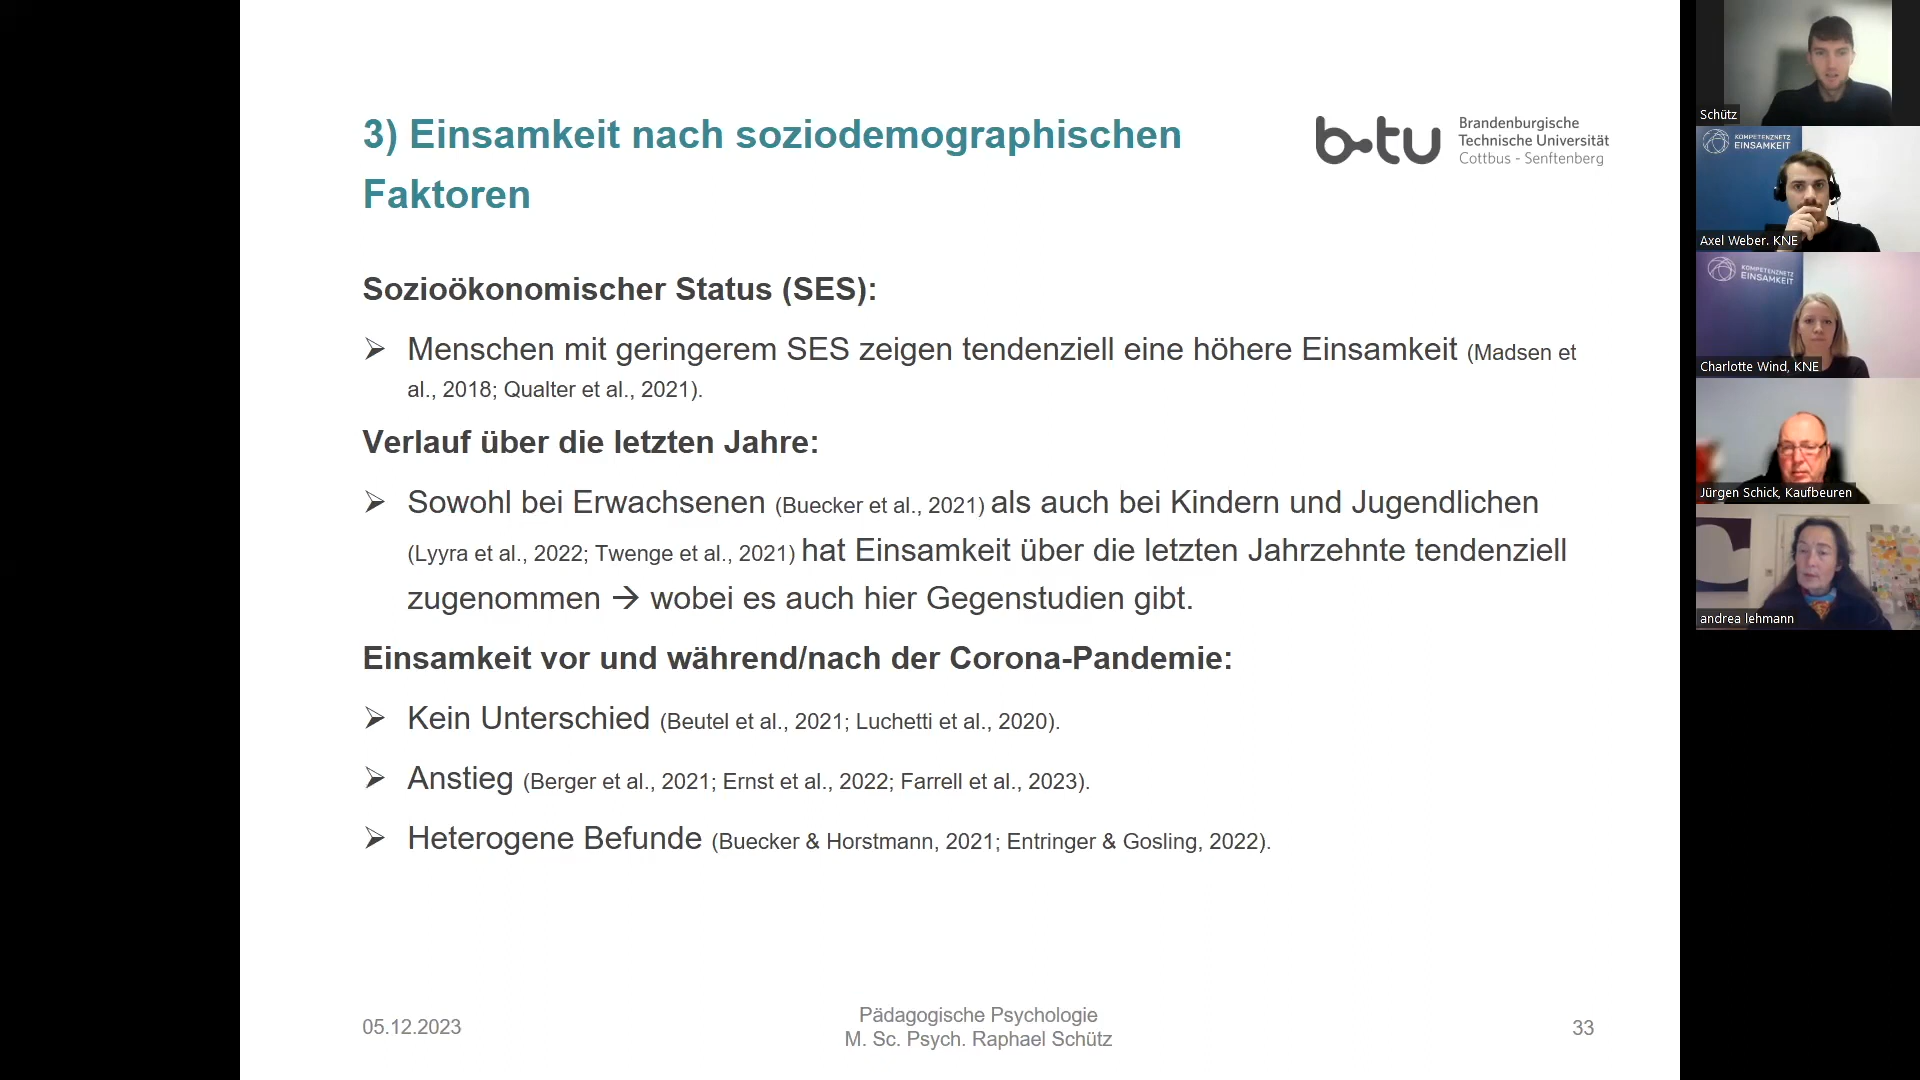 3) Einsamkeit nach soziodemographischen
Faktoren
b-tu
Brandenburgische
Technische Universität
Cottbus - Senftenberg
Sozioökonomischer Status (SES):
➢ Menschen mit geringerem SES zeigen tendenziell eine höhere Einsamkeit (Madsen et
al., 2018; Qualter et al., 2021).
Verlauf über die letzten Jahre:
➢ Sowohl bei Erwachsenen (Buecker et al., 2021) als auch bei Kindern und Jugendlichen
(Lyyra et al., 2022; Twenge et al., 2021) hat Einsamkeit über die letzten Jahrzehnte tendenziell
zugenommen → wobei es auch hier Gegenstudien gibt.
Einsamkeit vor und während/nach der Corona-Pandemie:
➢ Kein Unterschied (Beutel et al., 2021; Luchetti et al., 2020).
➢ Anstieg (Berger et al., 2021; Ernst et al., 2022; Farrell et al., 2023).
➢ Heterogene Befunde (Buecker & Horstmann, 2021; Entringer & Gosling, 2022).
05.12.2023
Pädagogische Psychologie
M. Sc. Psych. Raphael Schütz
33
Schütz
KOMPETENZNETZ
EINSAMKEIT
Axel Weber. KNE
KOMPETENZNETZ
EINSAMKEIT
Charlotte Wind, KNE
Jürgen Schick, Kaufbeuren
andrea lehmann